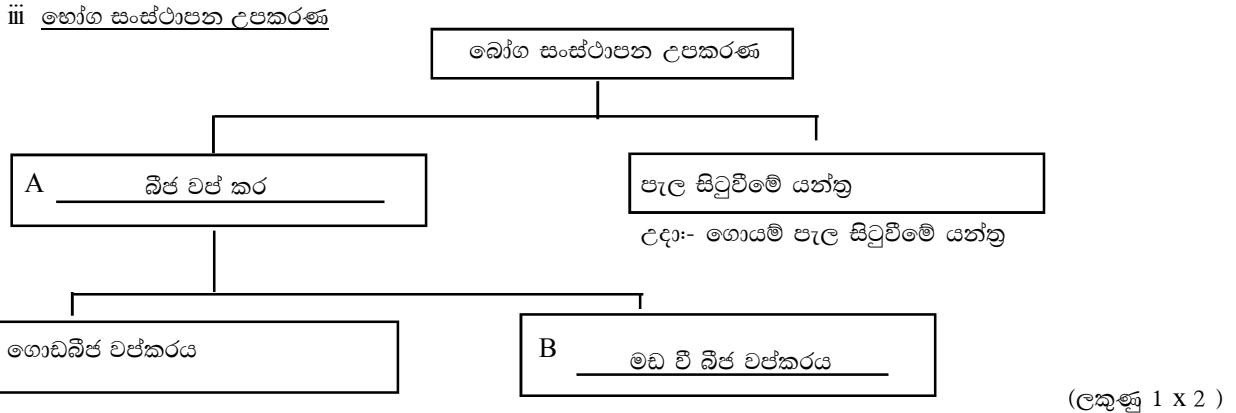 iii භෝග සංස්ථාපන උපකරණ
බෝග සංස්ථාපන උපකරණ
A බීජ වප් කර
පැල සිටුවීමේ යන්ත්‍ර
උදාඃ- ගොයම් පැල සිටුවීමේ යන්ත්‍ර
ගොඩබීජ වප්කරය
B මඩ වී බීජ වප්කරය
(ලකුණු 1 x 2 )